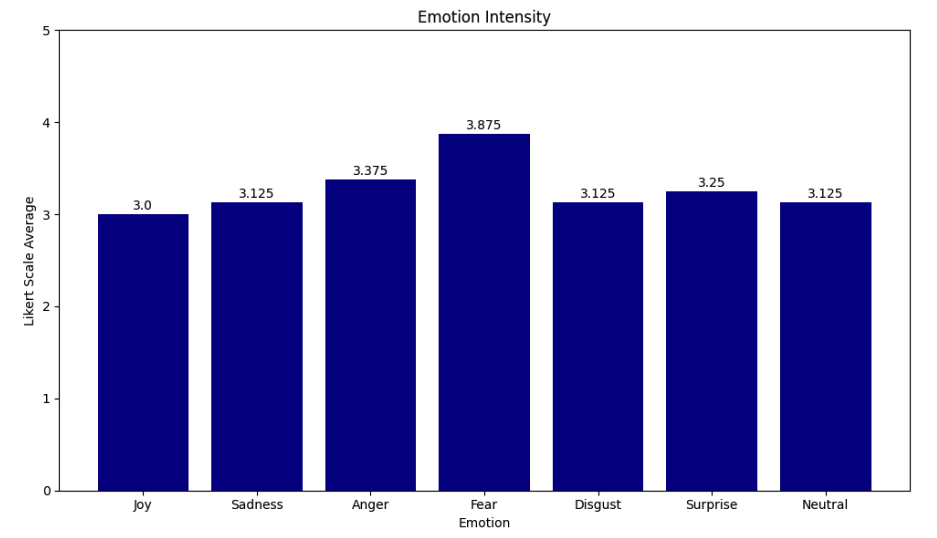 Emotion Intensity
5
4
3
2
1
0
Likert Scale Average
3.0
3.125
3.375
3.875
3.125
3.25
3.125
Joy
Sadness
Anger
Fear
Disgust
Surprise
Neutral
Emotion